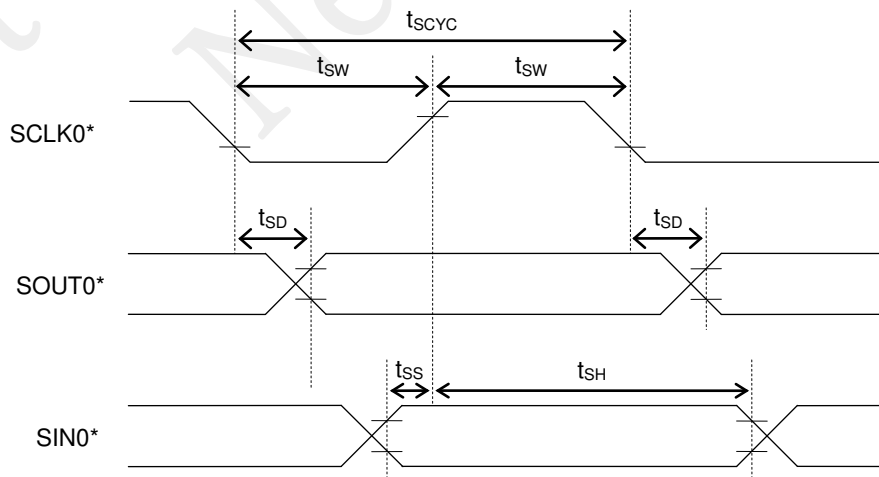 tSCYC
tSW tSW
SCLK0*
tSD tSD
SOUT0*
tSS tSH
SIN0*